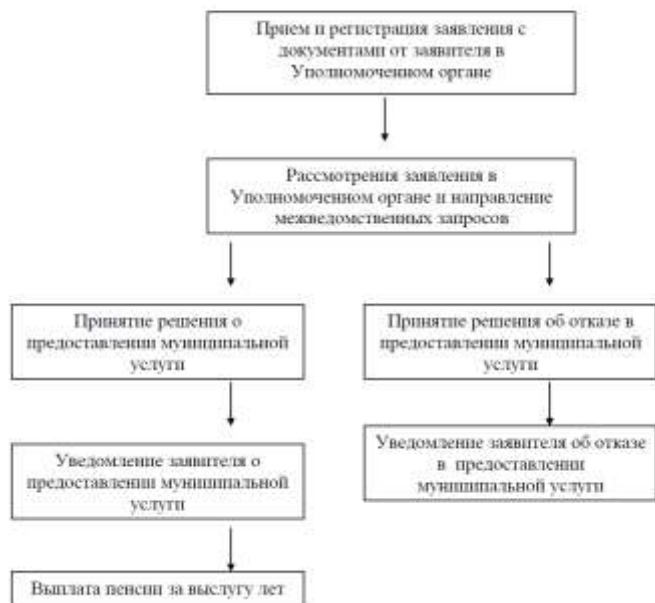 Прием и регистрация заявления с
документами от заявителя в
Уполномоченном органе
Рассмотрения заявления в
Уполномоченном органе и направление
межведомственных запросов
Принятие решения о
предоставлении муниципальной
услуги
Принятие решения об отказе в
предоставлении муниципальной
услуги
Уведомление заявителя о
предоставлении муниципальной
услуги
Уведомление заявителя об отказе
в предоставлении
муниципальной услуги
Выплата пенсии за выслугу лет